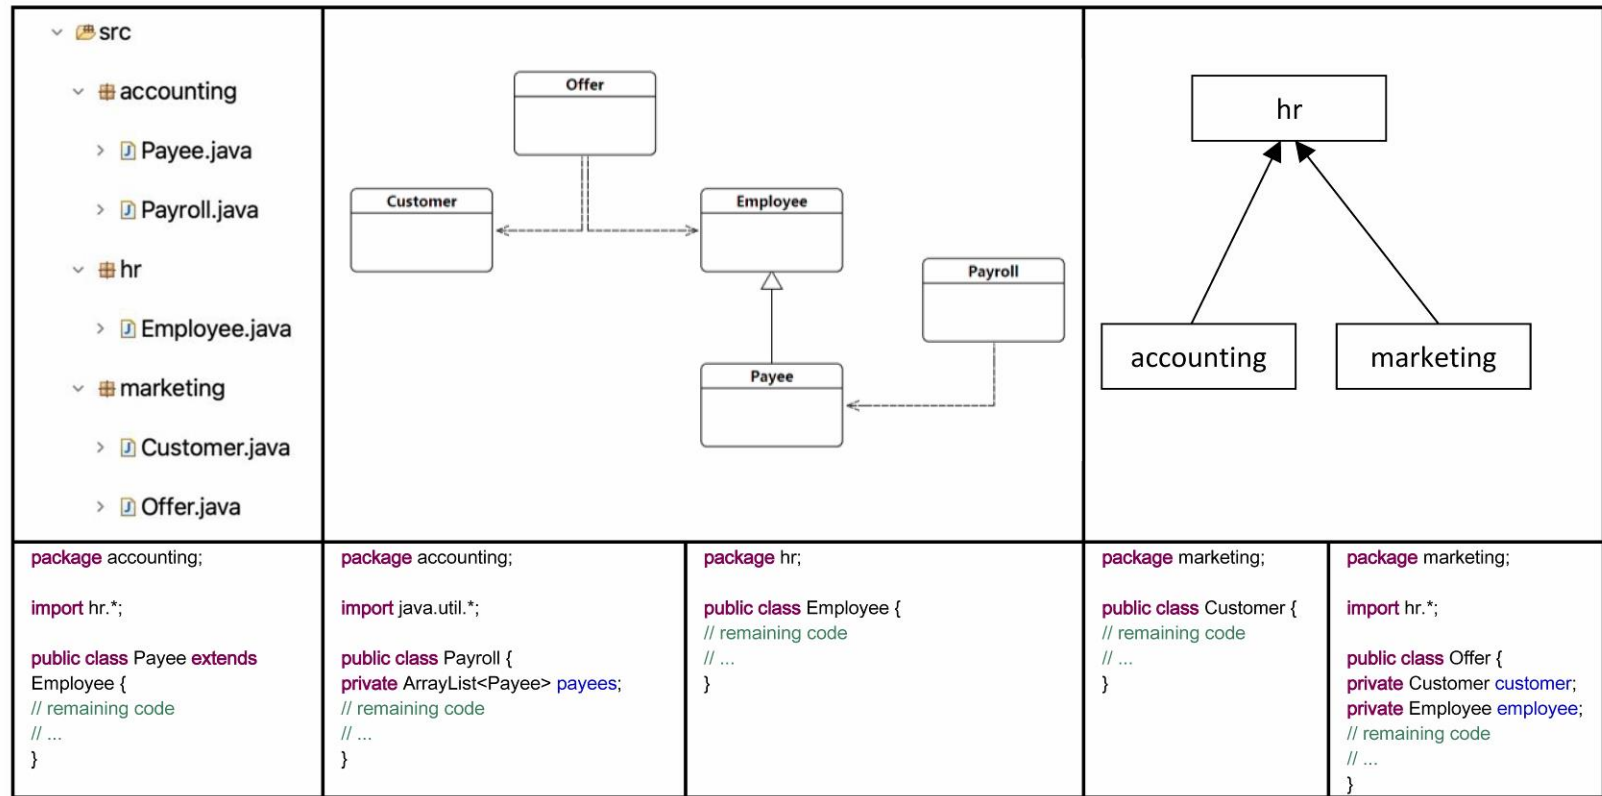 src
accounting
Payee.java
Payroll.java
hr
Employee.java
marketing
Customer.java
Offer.java
Offer
Customer
Employee
Payroll
Payee
hr
accounting
marketing
package accounting;
import hr.*;
public class Payee extends
Employee {
// remaining code
// ...
}
package accounting;
import java.util.*;
public class Payroll {
private ArrayList<Payee> payees;
// remaining code
// ...
}
package hr;
public class Employee {
// remaining code
// ...
}
package marketing;
public class Customer {
// remaining code
// ...
}
package marketing;
import hr.*;
public class Offer {
private Customer customer;
private Employee employee;
// remaining code
// ...
}